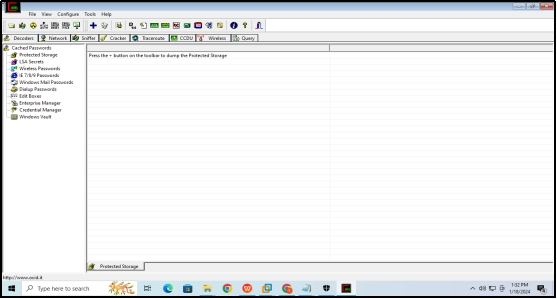 File View Configure Tools Help
Decoders Network Sniffer Cracker Traceroute CCDU Wireless Query
Cached Passwords
Protected Storage
LSA Secrets
Wireless Passwords
IE 7/8/9 Passwords
Windows Mail Passwords
Dialup Passwords
Edit Boxes
Enterprise Manager
Credential Manager
Windows Vault
Press the + button on the toolbar to dump the Protected Storage
Protected Storage
http://www.oxid.it
Type here to search
1:02 PM
1/18/2024